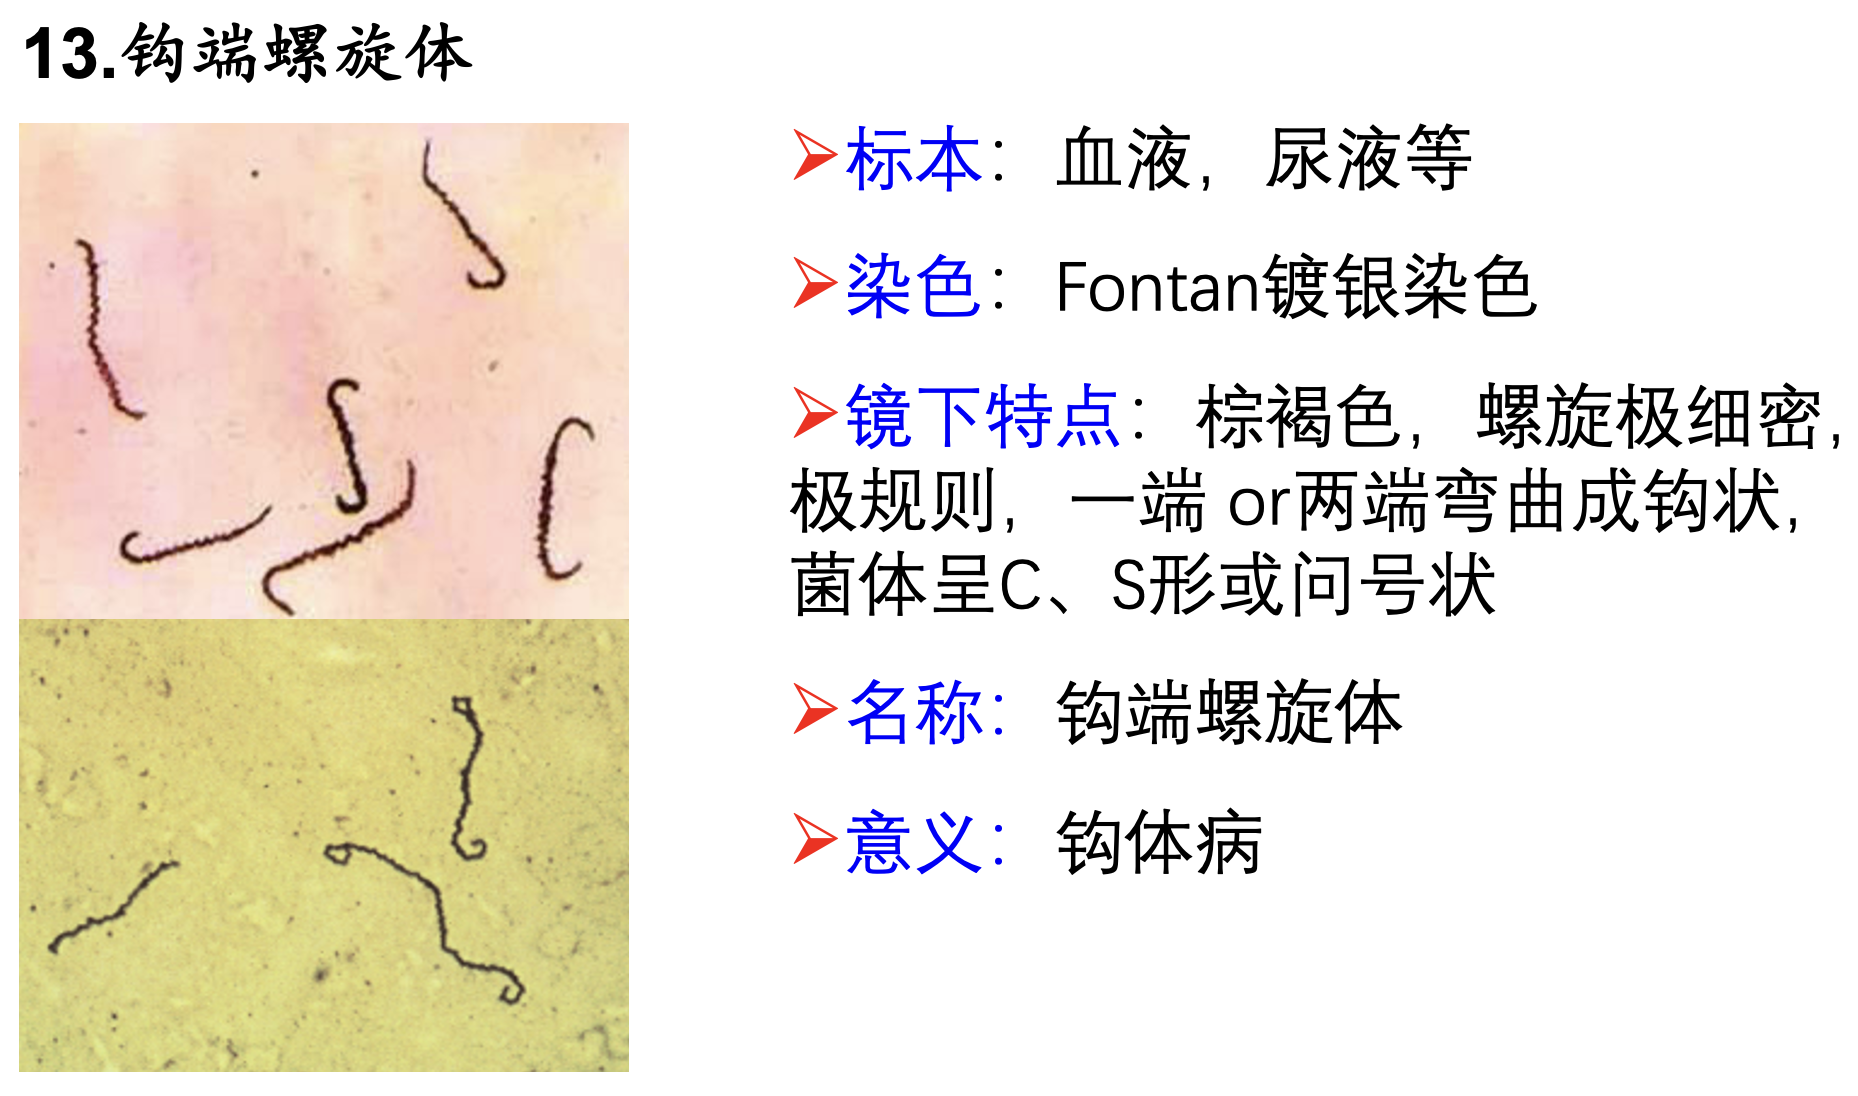 13.钩端螺旋体
标本：血液，尿液等
染色：Fontan镀银染色
镜下特点：棕褐色，螺旋极细密，
极规则，一端 or两端弯曲成钩状，
菌体呈C、S形或问号状
名称：钩端螺旋体
意义：钩体病